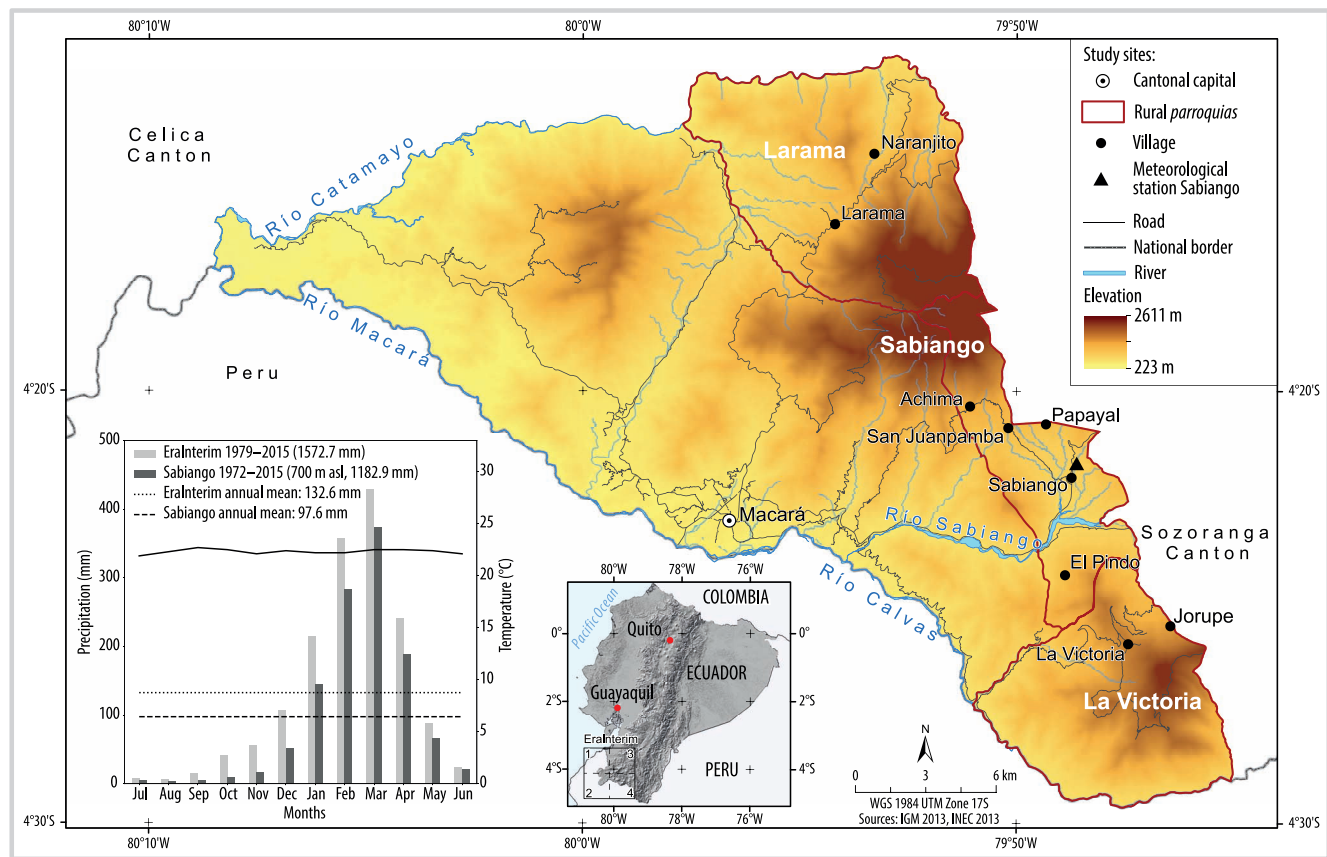 80°10'W
80°0'W
79°50'W
Study sites:
Cantonal capital
Rural parroquias
Village
Meteorological
station Sabiango
Road
National border
River
Elevation
2611 m
223 m
Celica
Canton
Río Catamayo
Larama
Naranjito
Larama
Río Macará
Peru
Sabiango
4°20'S
4°20'S
Achima
San Juanpamba
Papayal
Sabiango
Macará
Río Sabiango
Sozoranga
Canton
El Pindo
Río Calvas
Jorupe
La Victoria
La Victoria
500
400
300
200
100
0
Precipitation (mm)
EraInterim 1979–2015 (1572.7 mm)
Sabiango 1972–2015 (700 m asl, 1182.9 mm)
EraInterim annual mean: 132.6 mm
Sabiango annual mean: 97.6 mm
30
25
20
15
10
5
0
Temperature (°C)
Jul Aug Sep Oct Nov Dec Jan Feb Mar Apr May Jun
Months
80°W 78°W 76°W
COLOMBIA
Pacific Ocean
0°
0°
Quito
ECUADOR
Guayaquil
2°S
2°S
EraInterim
1 3
2 4
4°S
4°S
PERU
80°W 78°W 76°W
N
0 3 6 km
WGS 1984 UTM Zone 17S
Sources: IGM 2013, INEC 2013
4°30'S
4°30'S
80°10'W
80°0'W
79°50'W